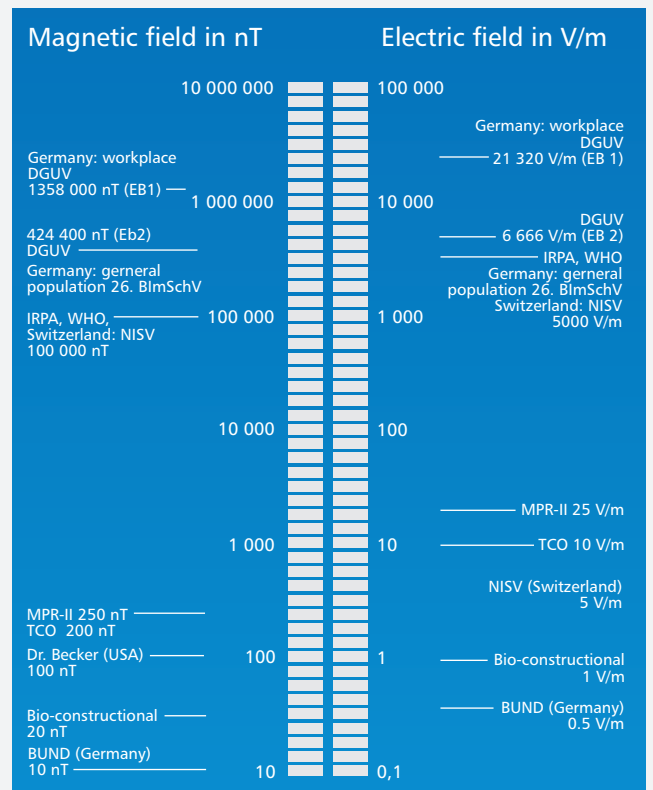 Magnetic field in nT
Electric field in V/m
10 000 000
100 000
Germany: workplace
DGUV
21 320 V/m (EB 1)
Germany: workplace
DGUV
1358 000 nT (EB1)
1 000 000
10 000
DGUV
6 666 V/m (EB 2)
424 400 nT (Eb2)
DGUV
Germany: gerneral
population 26. BImSchV
IRPA, WHO
Germany: gerneral
population 26. BImSchV
Switzerland: NISV
5000 V/m
IRPA, WHO,
Switzerland: NISV
100 000 nT
100 000
1 000
10 000
100
MPR-II 25 V/m
1 000
10
TCO 10 V/m
NISV (Switzerland)
5 V/m
MPR-II 250 nT
TCO  200 nT
Dr. Becker (USA)
100 nT
100
1
Bio-constructional
1 V/m
Bio-constructional
20 nT
BUND (Germany)
0.5 V/m
BUND (Germany)
10 nT
10
0,1